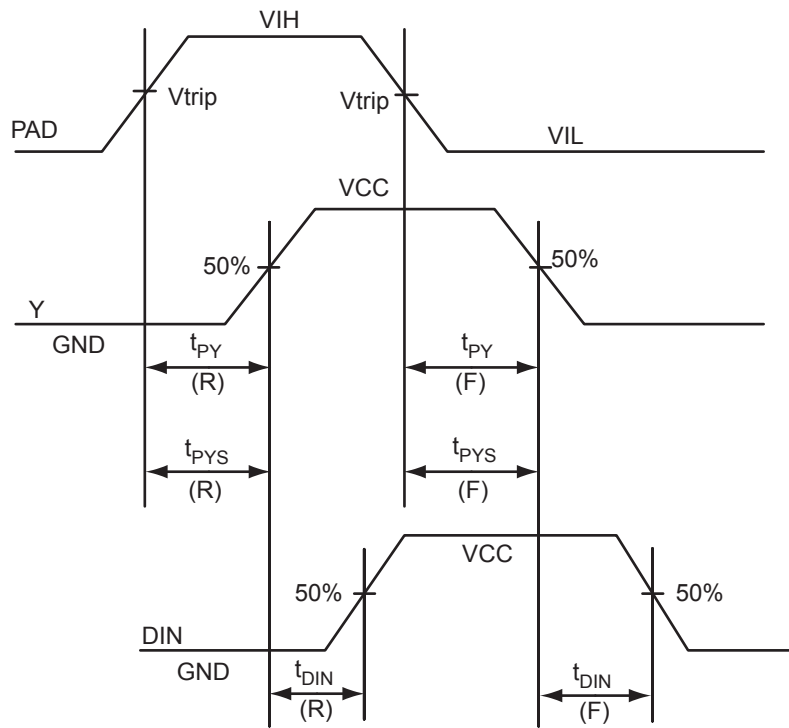 VIH
Vtrip
Vtrip
PAD
VIL
VCC
50%
50%
Y
GND
tPY
(R)
tPY
(F)
tPYS
(R)
tPYS
(F)
VCC
50%
50%
DIN
GND
tDIN
(R)
tDIN
(F)